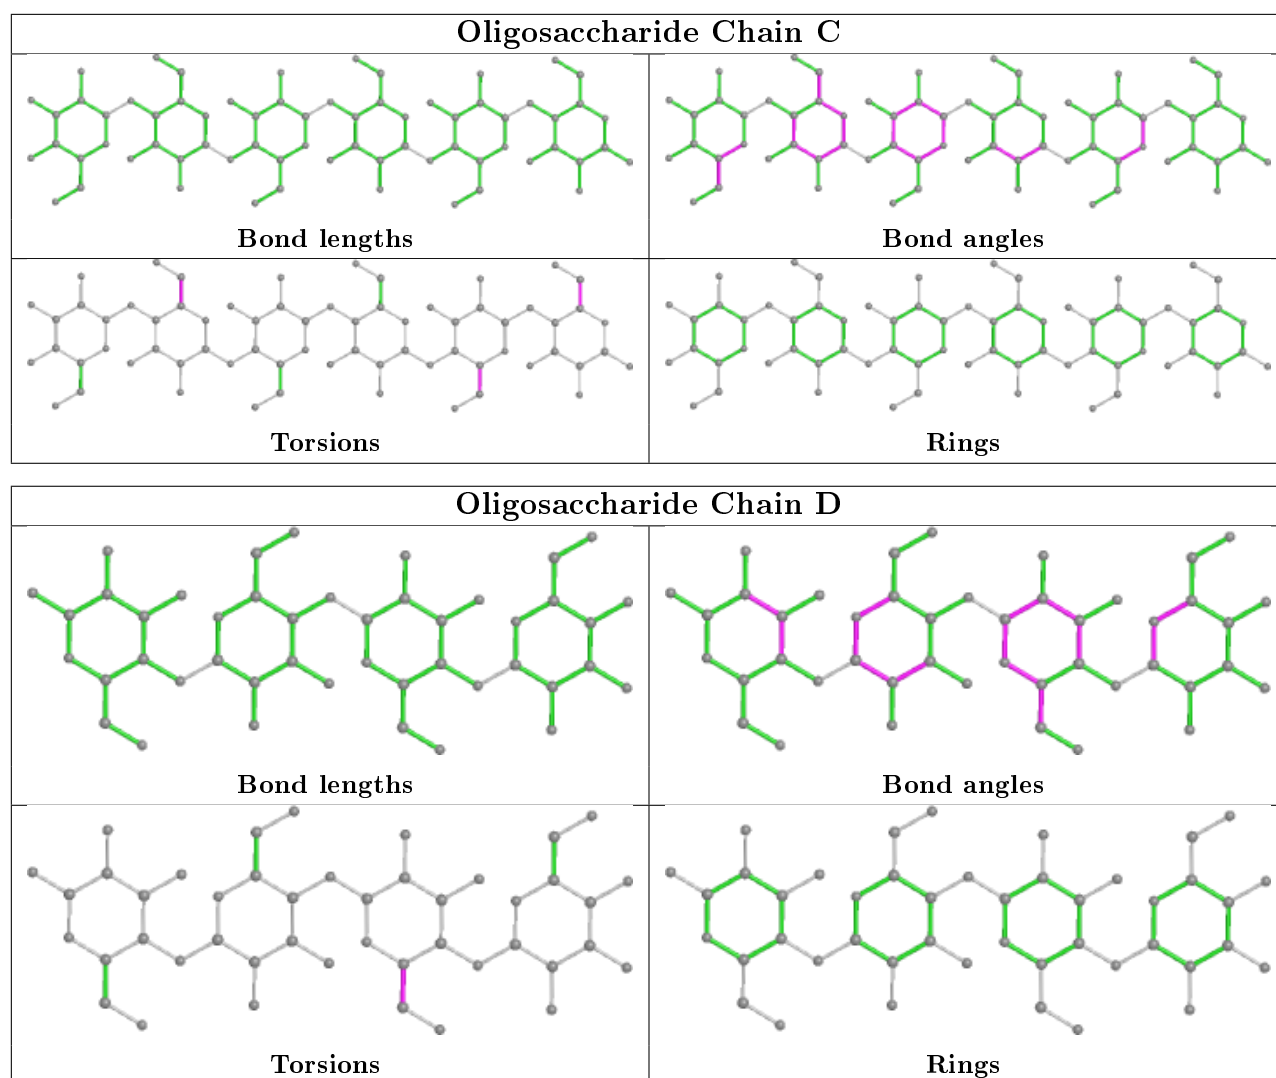 Oligosaccharide Chain C
Bond lengths
Bond angles
Torsions
Rings
Oligosaccharide Chain D
Bond lengths
Bond angles
Torsions
Rings